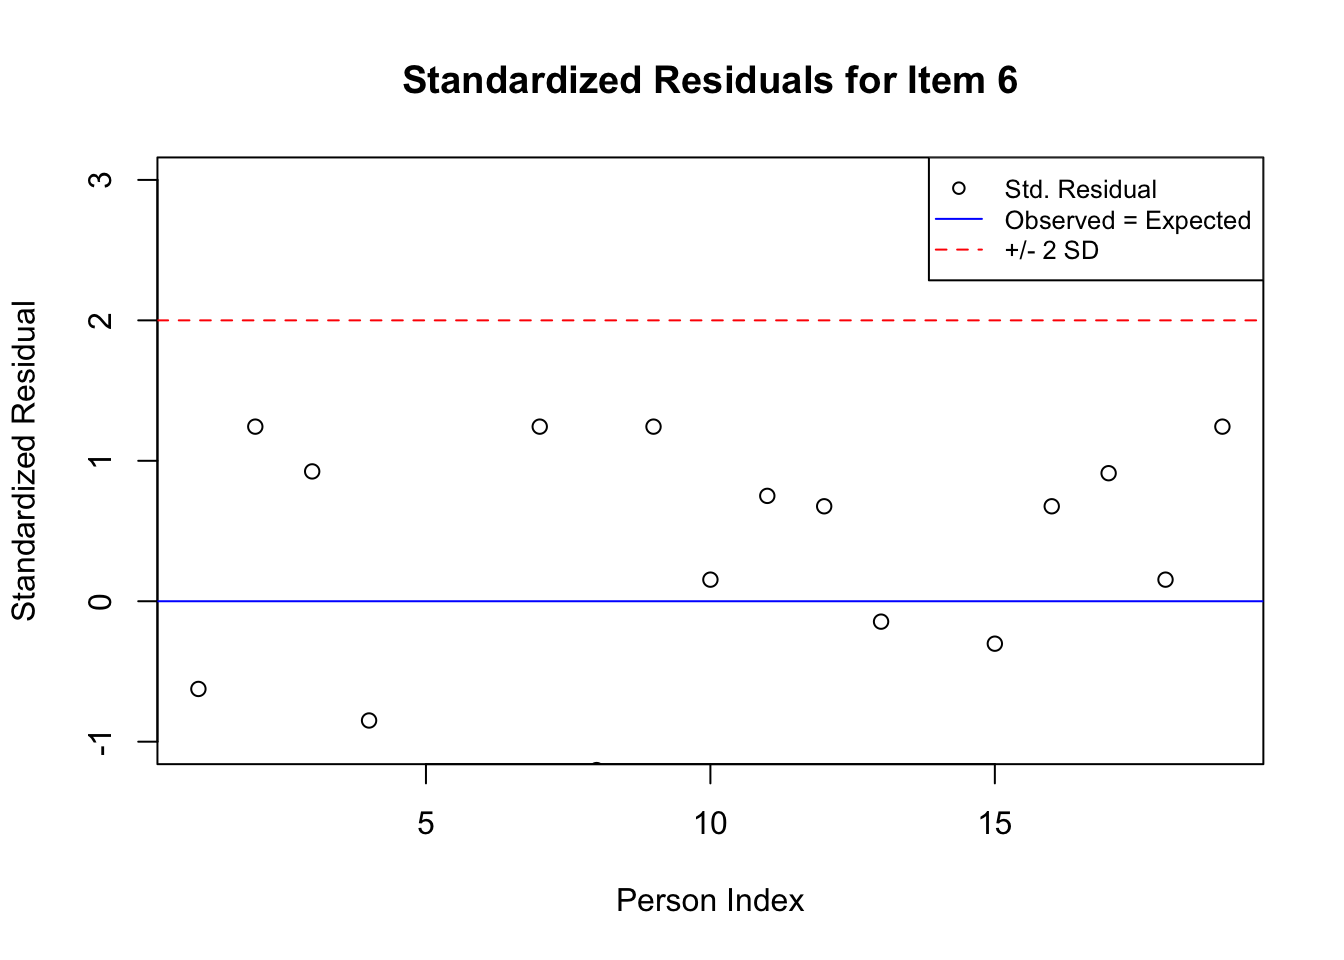 Standardized Residuals for Item 6
3
2
1
0
-1
Standardized Residual
Std. Residual
Observed = Expected
+/- 2 SD
5 10 15
Person Index